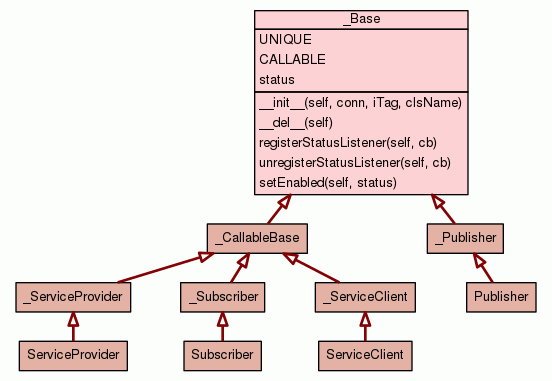 _Base
UNIQUE
CALLABLE
status
__init__(self, conn, iTag, clsName)
__del__(self)
registerStatusListener(self, cb)
unregisterStatusListener(self, cb)
setEnabled(self, status)
_CallableBase
_Publisher
_ServiceProvider
_Subscriber
_ServiceClient
Publisher
ServiceProvider
Subscriber
ServiceClient